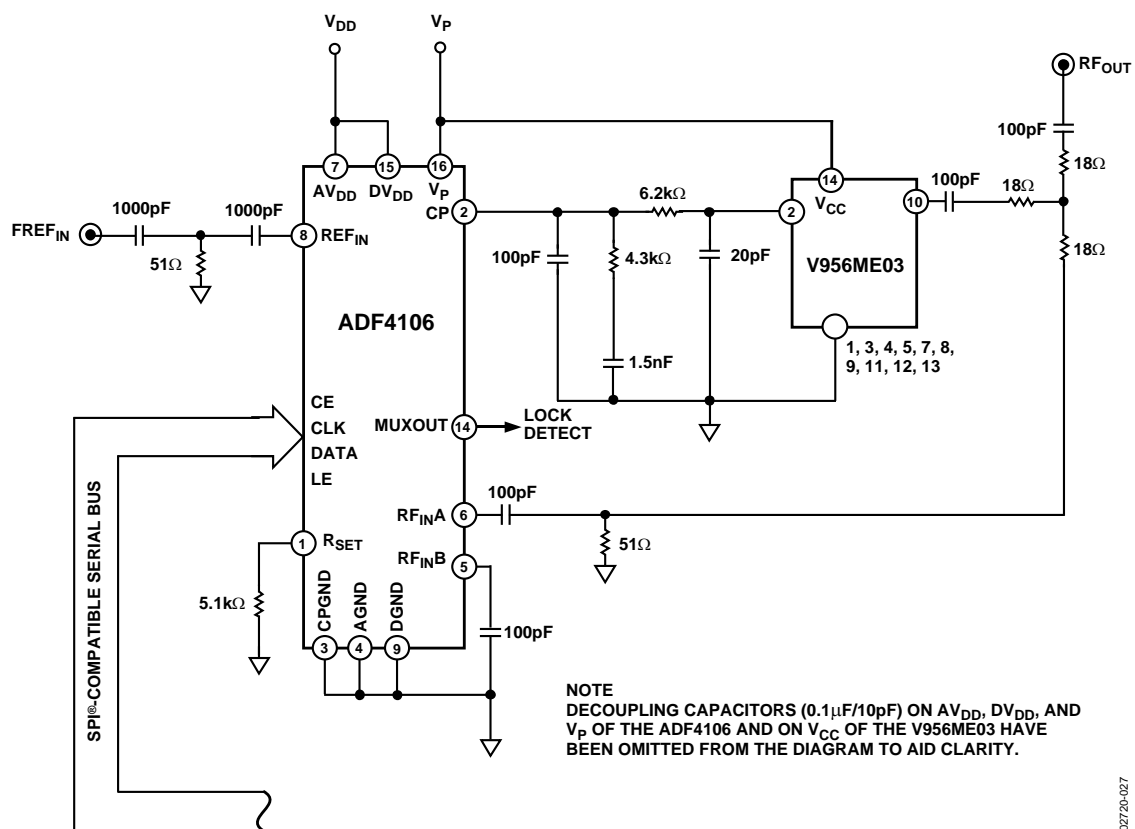 VDD
VP
RFOUT
100pF
18Ω
7
15
16
AVDD
DVDD
VP
14
VCC
10
100pF
18Ω
18Ω
1000pF
1000pF
CP
2
6.2kΩ
2
FREFIN
8
REFIN
51Ω
100pF
4.3kΩ
20pF
V956ME03
ADF4106
1.5nF
1, 3, 4, 5, 7, 8,
9, 11, 12, 13
CE
CLK
DATA
LE
MUXOUT
14
LOCK
DETECT
SPI®-COMPATIBLE SERIAL BUS
100pF
RFINA
6
51Ω
1
RSET
RFINB
5
5.1kΩ
CPGND
AGND
DGND
100pF
3
4
9
NOTE
DECOUPLING CAPACITORS (0.1µF/10pF) ON AVDD, DVDD, AND
VP OF THE ADF4106 AND ON VCC OF THE V956ME03 HAVE
BEEN OMITTED FROM THE DIAGRAM TO AID CLARITY.
02720-027